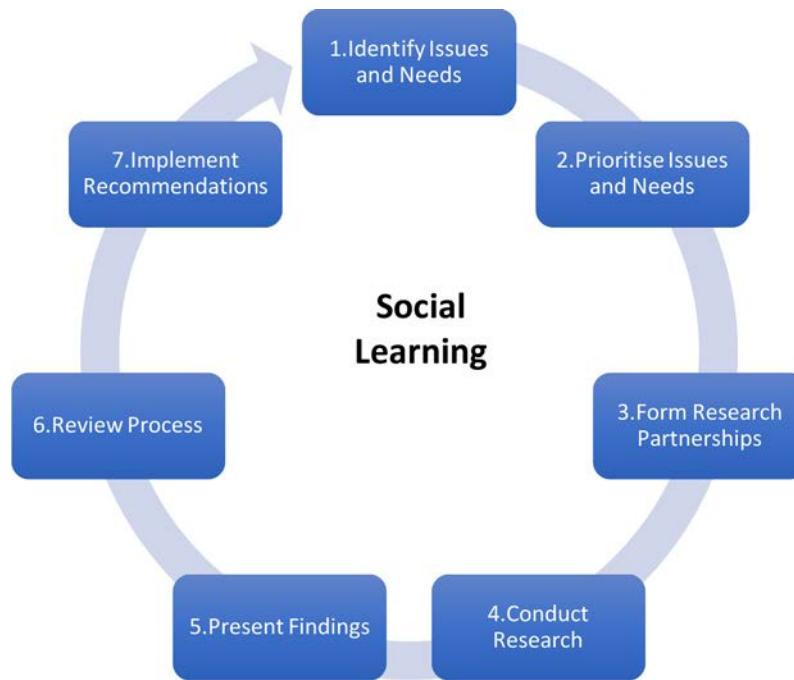 1.Identify Issues
and Needs
2.Prioritise Issues
and Needs
3.Form Research
Partnerships
4.Conduct
Research
5.Present Findings
6.Review Process
7.Implement
Recommendations
Social
Learning